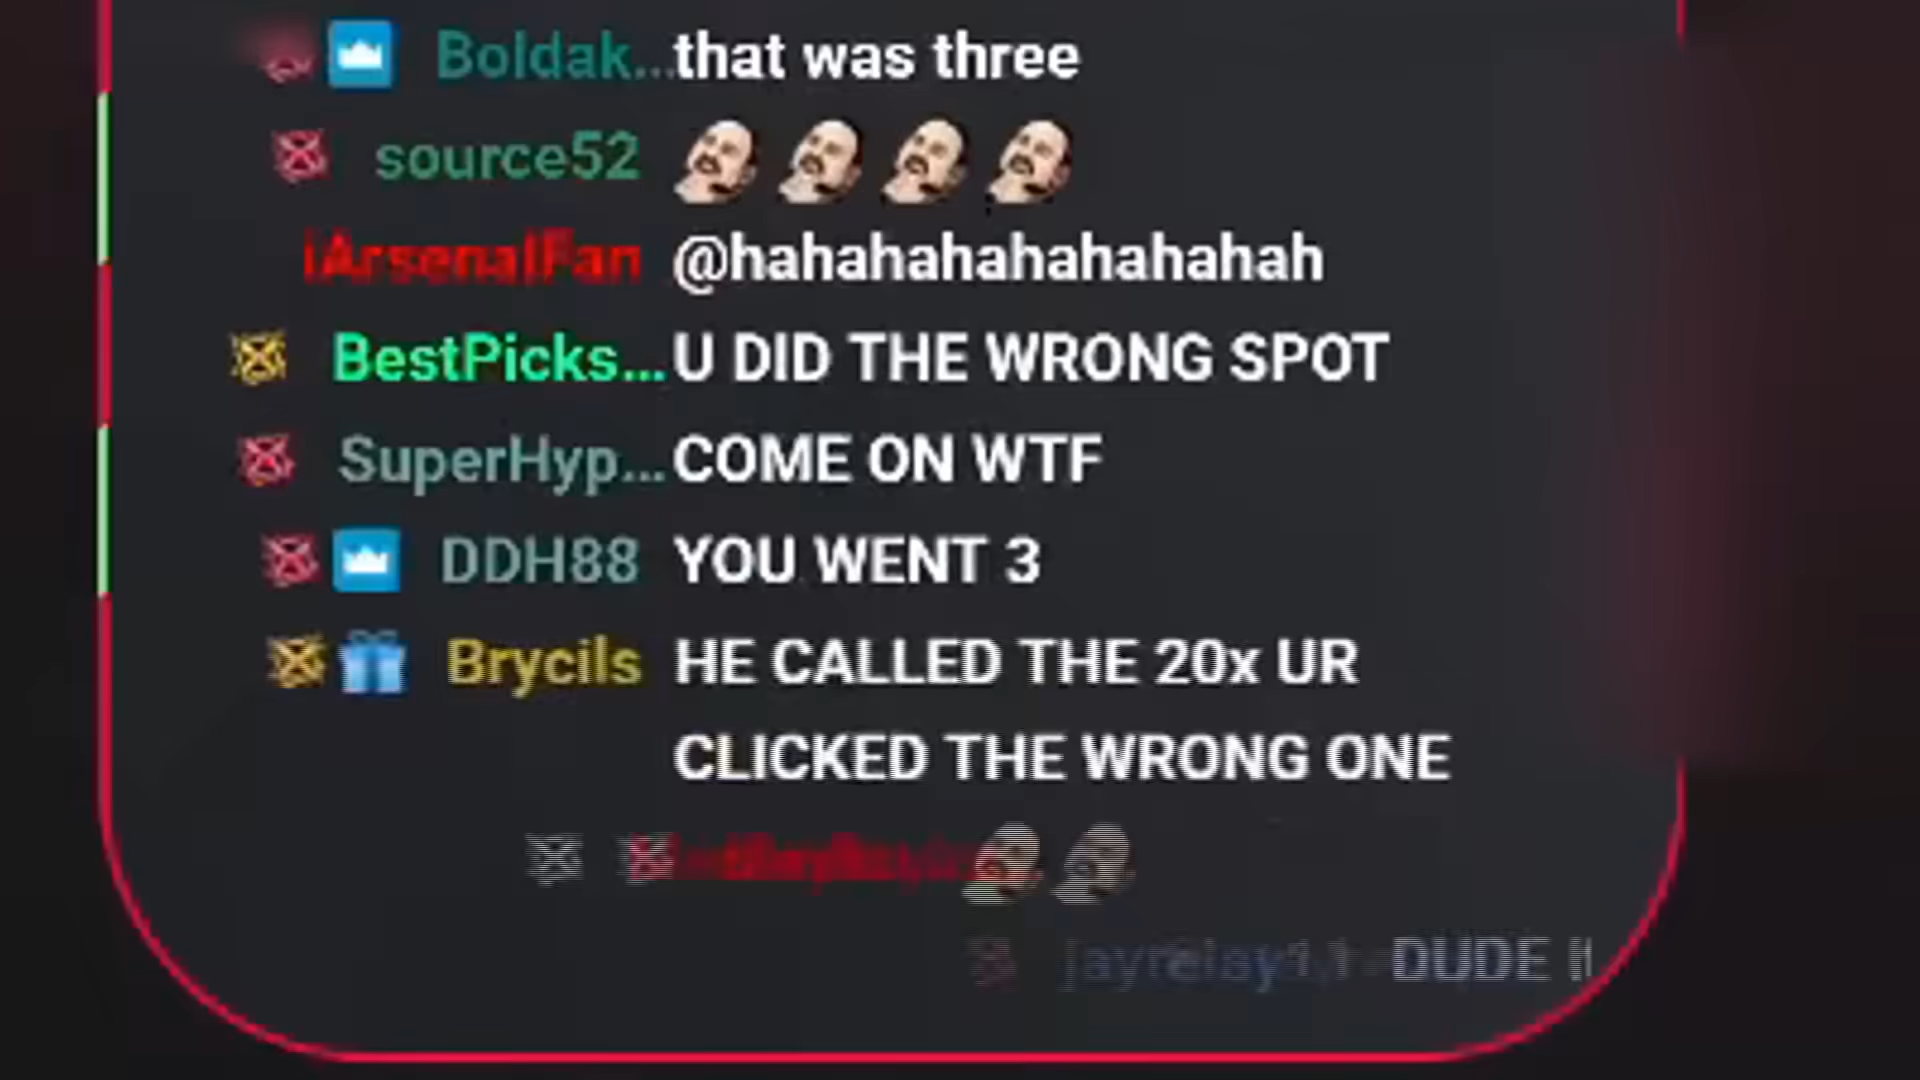 Boldak... that was three
source52
iArsenalFan @hahahahahahahahah
BestPicks... U DID THE WRONG SPOT
SuperHyp... COME ON WTF
DDH88 YOU WENT 3
Brycils HE CALLED THE 20x UR
CLICKED THE WRONG ONE
DUDE